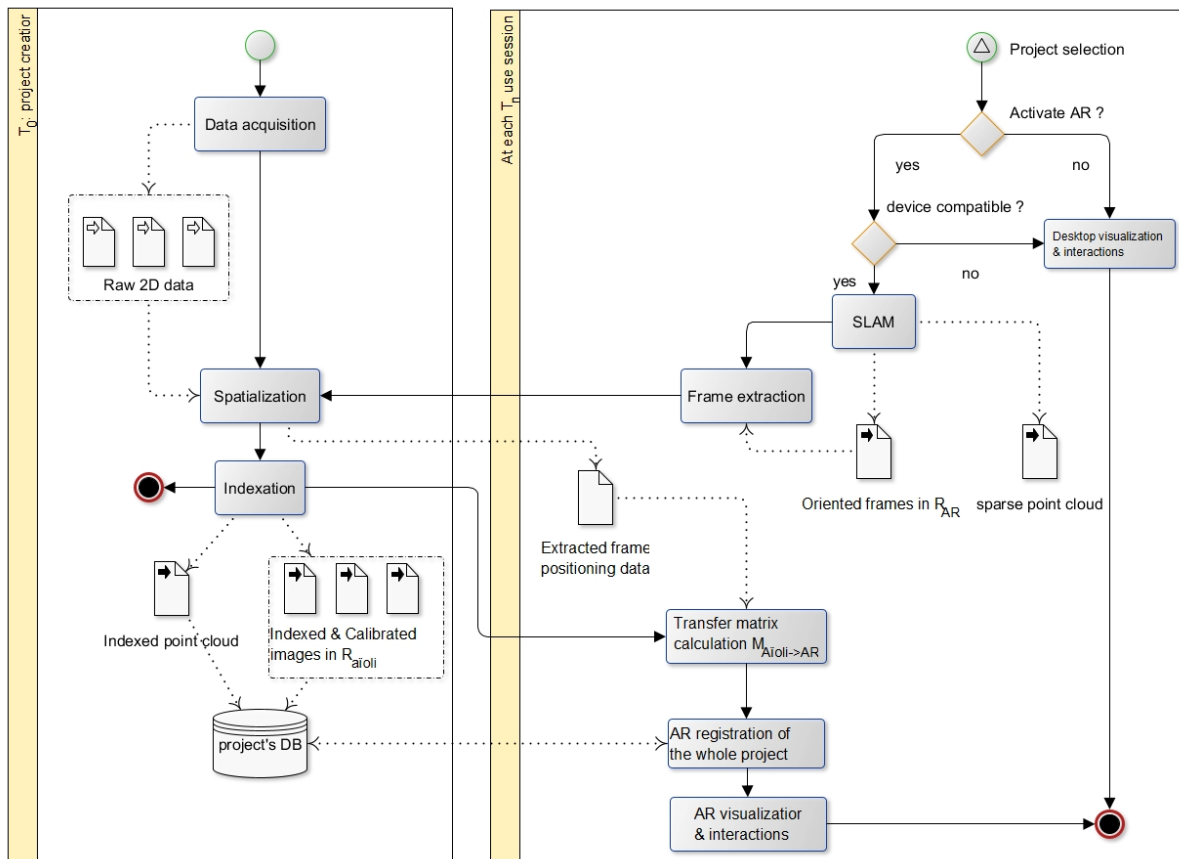 T0: project creatior
Data acquisition
Raw 2D data
Spatialization
Indexation
Indexed point cloud
Indexed & Calibrated
images in Raïoli
project's DB
At each Tn use session
Project selection
Activate AR ?
yes
no
device compatible ?
Desktop visualization
& interactions
yes
no
SLAM
Frame extraction
Oriented frames in RAR
sparse point cloud
Extracted frame
positioning data
Transfer matrix
calculation MAïoli->AR
AR registration of
the whole project
AR visualizatior
& interactions